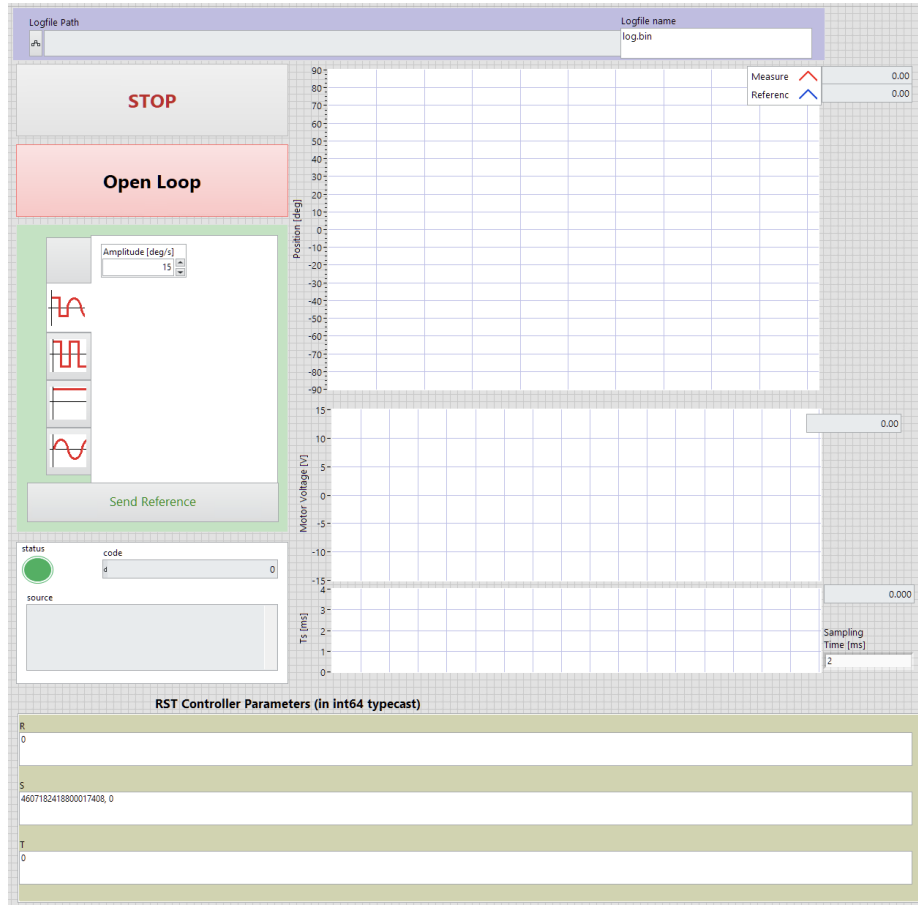 Logfile Path
Logfile name
log.bin
STOP
Open Loop
Amplitude [deg/s]
15
Send Reference
status
code
d
0
source
Position [deg]
90
80
70
60
50
40
30
20
10
0
-10
-20
-30
-40
-50
-60
-70
-80
-90
Measure
0.00
Referenc
0.00
Motor Voltage [V]
15
10
5
0
-5
-10
-15
0.00
Ts [ms]
4
3
2
1
0
0.000
Sampling
Time [ms]
2
RST Controller Parameters (in int64 typecast)
R
0
S
4607182418800017408, 0
T
0